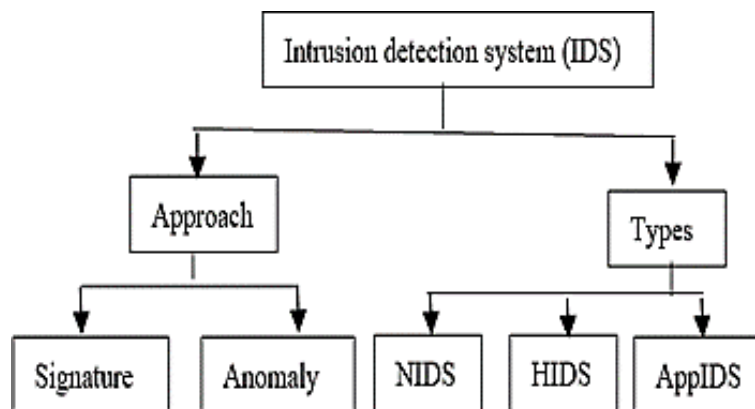 Intrusion detection system (IDS)
Approach
Types
Signature
Anomaly
NIDS
HIDS
AppIDS